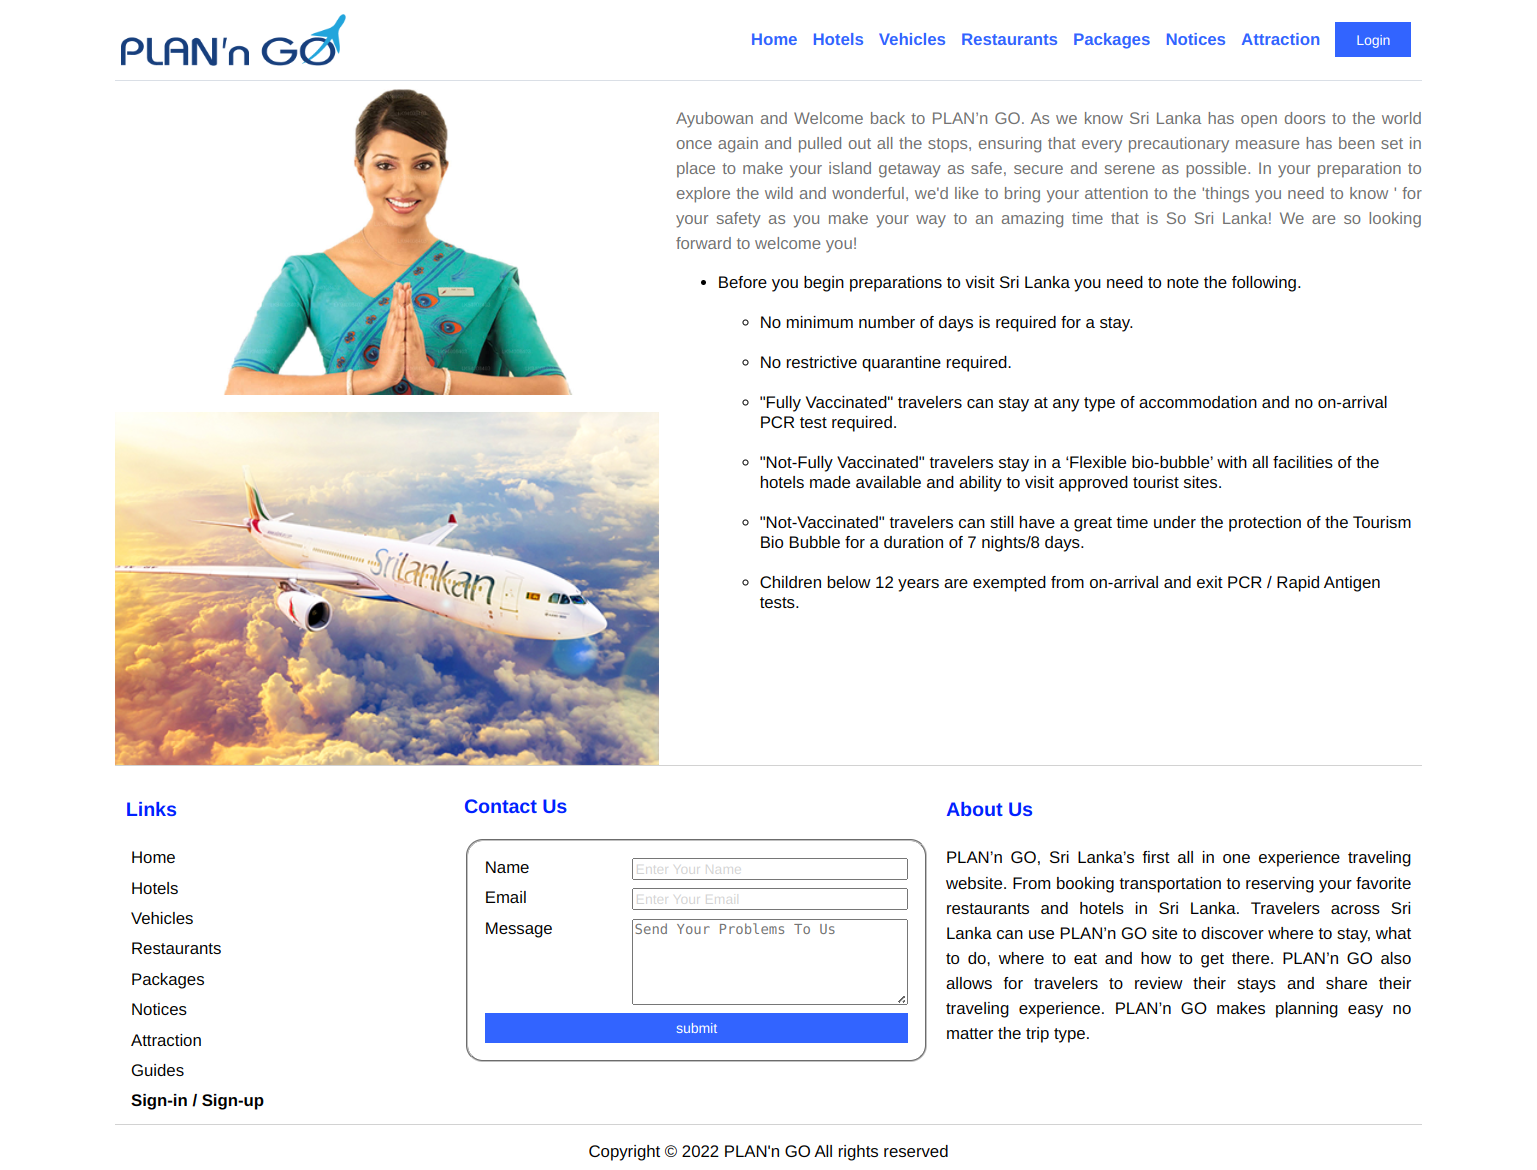 PLAN'n GO
Home Hotels Vehicles Restaurants Packages Notices Attraction Login
Ayubowan and Welcome back to PLAN’n GO. As we know Sri Lanka has open doors to the world
once again and pulled out all the stops, ensuring that every precautionary measure has been set in
place to make your island getaway as safe, secure and serene as possible. In your preparation to
explore the wild and wonderful, we'd like to bring your attention to the 'things you need to know ' for
your safety as you make your way to an amazing time that is So Sri Lanka! We are so looking
forward to welcome you!
Before you begin preparations to visit Sri Lanka you need to note the following.
No minimum number of days is required for a stay.
No restrictive quarantine required.
"Fully Vaccinated" travelers can stay at any type of accommodation and no on-arrival
PCR test required.
"Not-Fully Vaccinated" travelers stay in a ‘Flexible bio-bubble’ with all facilities of the
hotels made available and ability to visit approved tourist sites.
"Not-Vaccinated" travelers can still have a great time under the protection of the Tourism
Bio Bubble for a duration of 7 nights/8 days.
Children below 12 years are exempted from on-arrival and exit PCR / Rapid Antigen
tests.
SriLankan
Links
Home
Hotels
Vehicles
Restaurants
Packages
Notices
Attraction
Guides
Sign-in / Sign-up
Contact Us
Name Enter Your Name
Email Enter Your Email
Message Send Your Problems To Us
submit
About Us
PLAN’n GO, Sri Lanka’s first all in one experience traveling
website. From booking transportation to reserving your favorite
restaurants and hotels in Sri Lanka. Travelers across Sri
Lanka can use PLAN’n GO site to discover where to stay, what
to do, where to eat and how to get there. PLAN’n GO also
allows for travelers to review their stays and share their
traveling experience. PLAN’n GO makes planning easy no
matter the trip type.
Copyright © 2022 PLAN'n GO All rights reserved